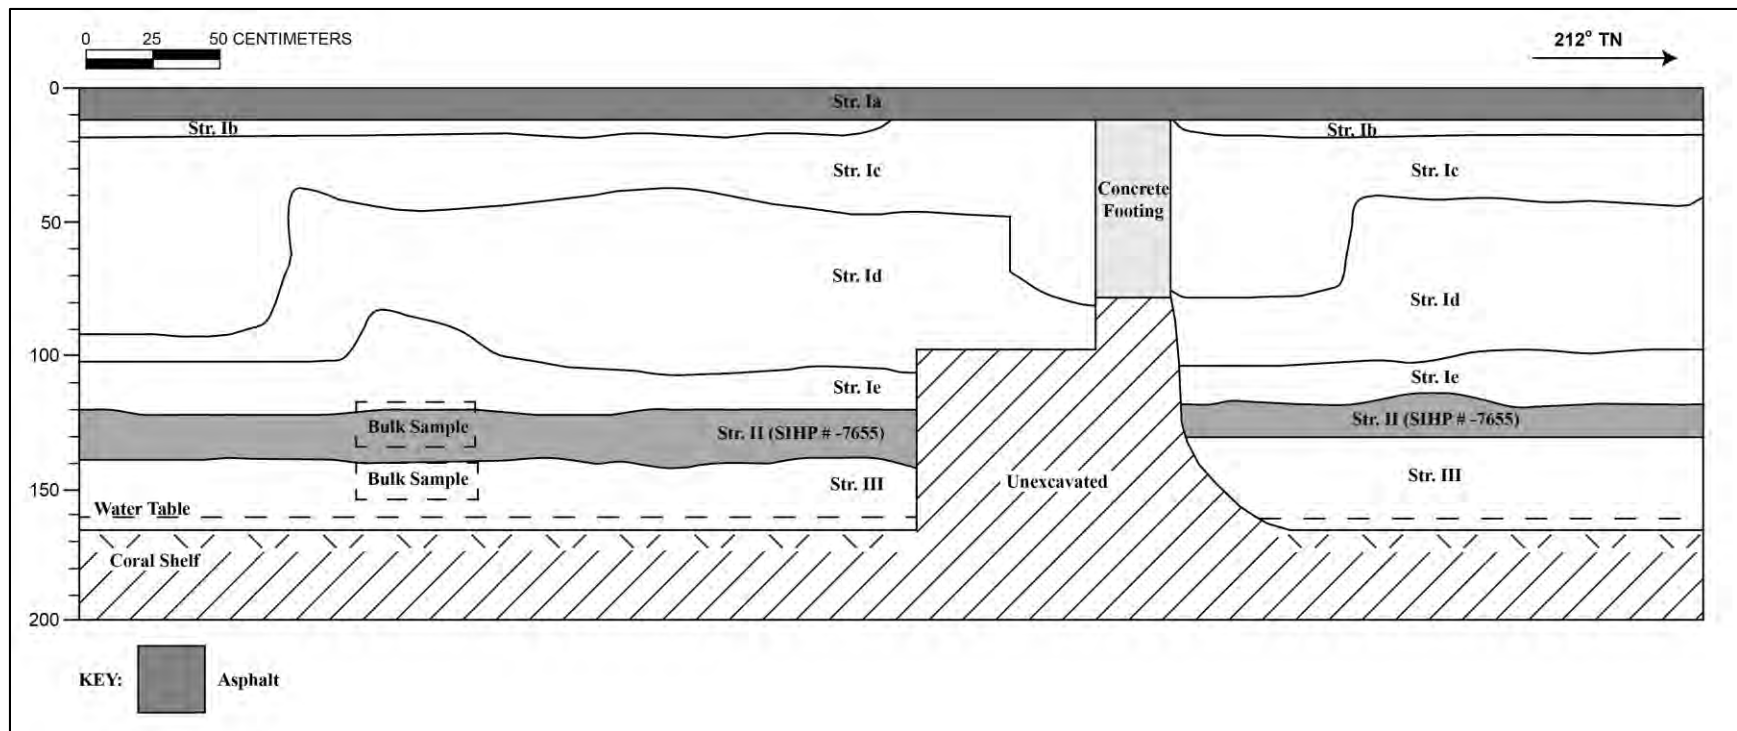 0 25 50 CENTIMETERS
212° TN
0
Str. Ia
Str. Ib
Str. Ib
Str. Ic
Str. Ic
Concrete
Footing
50
Str. Id
Str. Id
100
Str. Ie
Str. Ie
Bulk Sample
Str. II (SIHP # -7655)
Str. II (SIHP # -7655)
Bulk Sample
Str. III
Unexcavated
Str. III
150
Water Table
Coral Shelf
200
KEY:
Asphalt